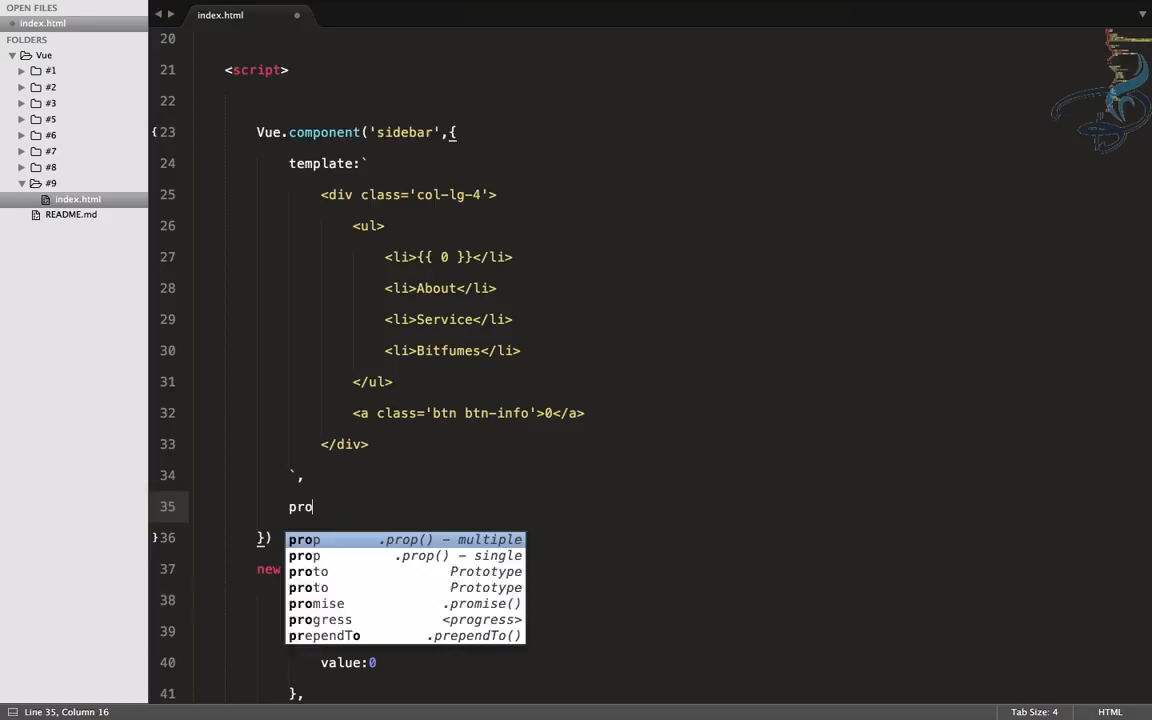 OPEN FILES
index.html
FOLDERS
Vue
#1
#2
#3
#5
#6
#7
#8
#9
index.html
README.md
index.html
20
21 <script>
22
23 Vue.component('sidebar',{
24 template:`
25 <div class='col-lg-4'>
26 <ul>
27 <li>{{ 0 }}</li>
28 <li>About</li>
29 <li>Service</li>
30 <li>Bitfumes</li>
31 </ul>
32 <a class='btn btn-info'>0</a>
33 </div>
34 `,
35 pro
36 })
prop .prop() - multiple
prop .prop() - single
proto Prototype
proto Prototype
promise .promise()
progress <progress>
prependTo .prependTo()
37 new
38
39
40 value:0
41 },
Line 35, Column 16
Tab Size: 4
HTML